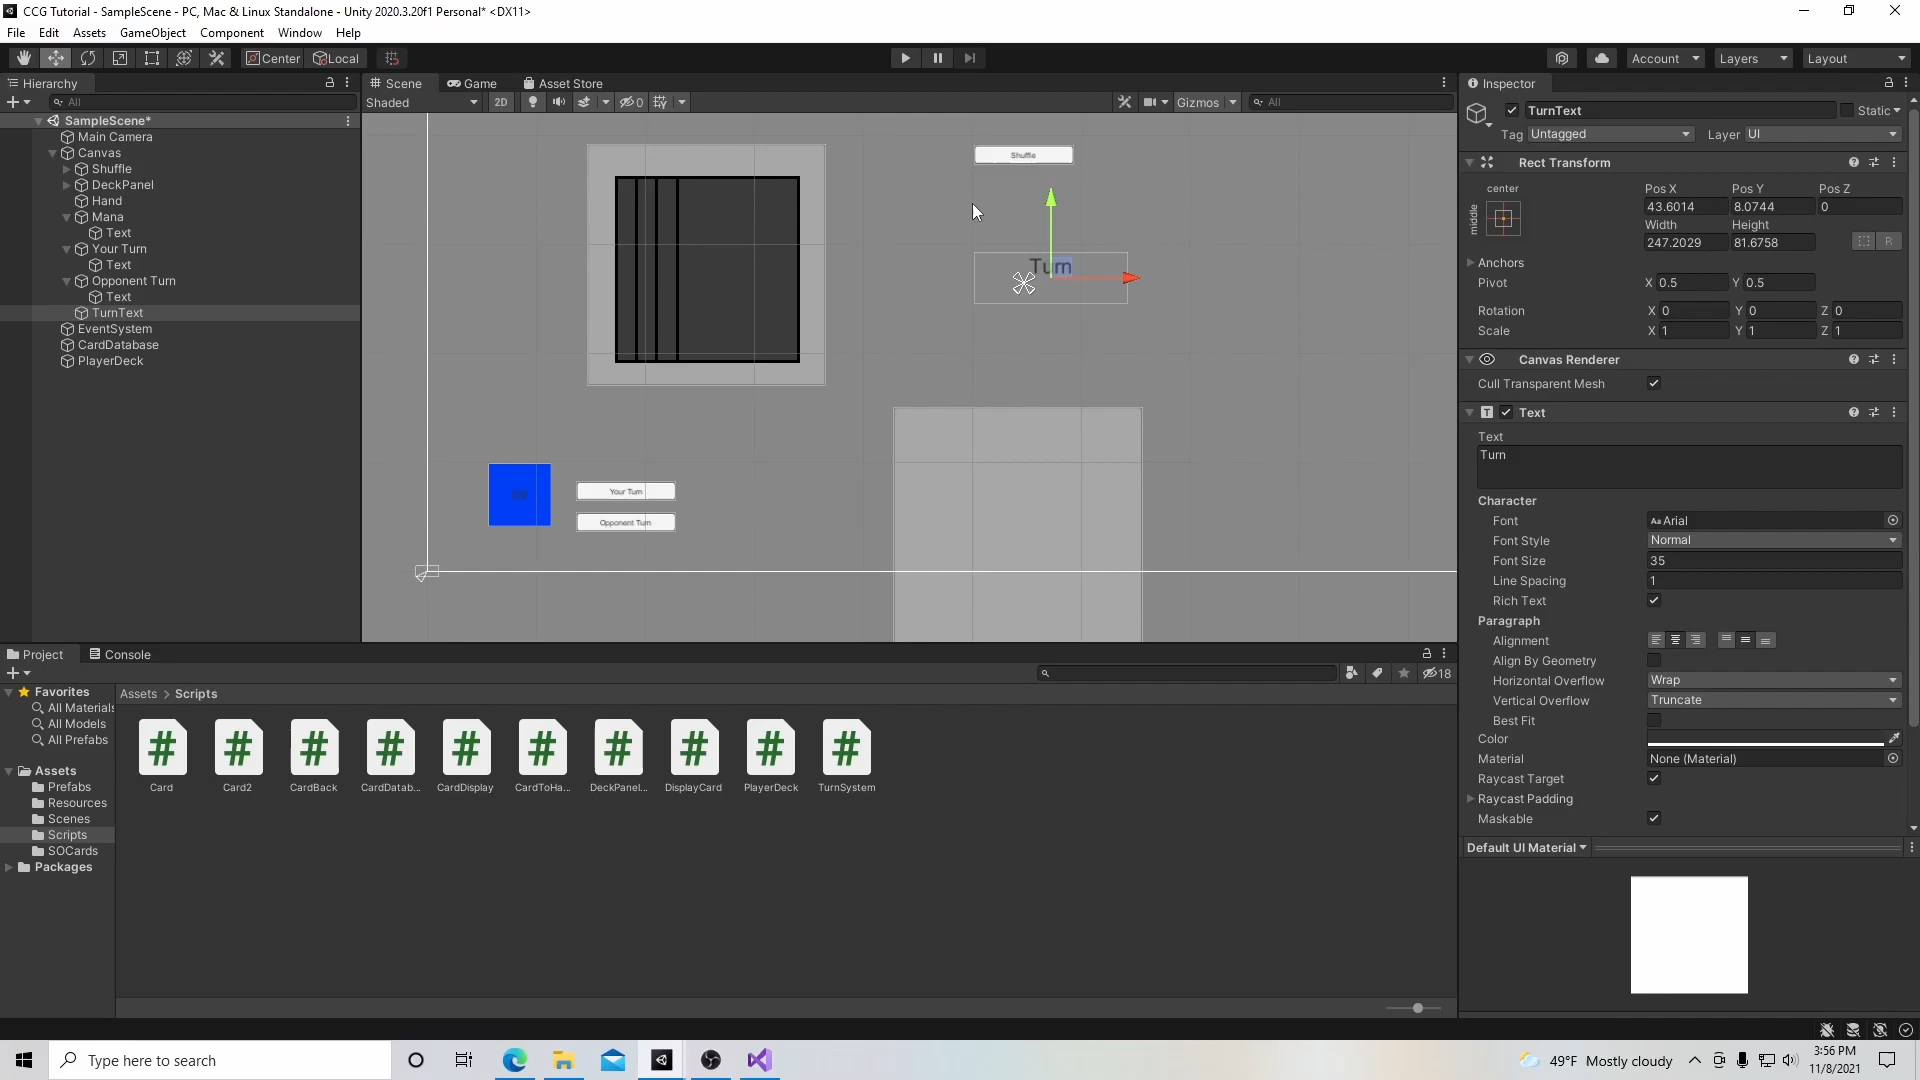 CCG Tutorial - SampleScene - PC, Mac & Linux Standalone - Unity 2020.3.20f1 Personal* <DX11>
File Edit Assets GameObject Component Window Help
Center Local
Account Layers Layout
Hierarchy
All
SampleScene*
Main Camera
Canvas
Shuffle
DeckPanel
Hand
Mana
Text
Your Turn
Text
Opponent Turn
Text
TurnText
EventSystem
CardDatabase
PlayerDeck
Scene Game Asset Store
Shaded 2D 0 Gizmos All
Shuffle
Turn
Your Turn
Opponent Turn
Inspector
TurnText Static
Tag Untagged Layer UI
Rect Transform
center
middle
Pos X Pos Y Pos Z
43.6014 8.0744 0
Width Height
247.2029 81.6758 R
Anchors
Pivot X 0.5 Y 0.5
Rotation X 0 Y 0 Z 0
Scale X 1 Y 1 Z 1
Canvas Renderer
Cull Transparent Mesh
T Text
Text
Turn
Character
Font Aa Arial
Font Style Normal
Font Size 35
Line Spacing 1
Rich Text
Paragraph
Alignment
Align By Geometry
Horizontal Overflow Wrap
Vertical Overflow Truncate
Best Fit
Color
Material None (Material)
Raycast Target
Raycast Padding
Maskable
Default UI Material
Project Console
18
Favorites
All Materials
All Models
All Prefabs
Assets
Prefabs
Resources
Scenes
Scripts
SOCards
Packages
Assets > Scripts
# # # # # # # # # #
Card Card2 CardBack CardDatab... CardDisplay CardToHa... DeckPanel... DisplayCard PlayerDeck TurnSystem
Type here to search
49°F Mostly cloudy
3:56 PM
11/8/2021